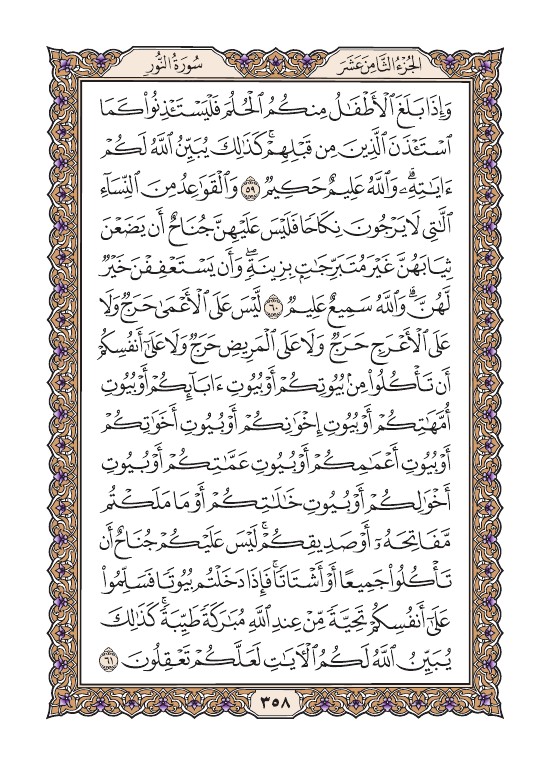 الجزء الثامن عشر
سورة النور
وَإِذَا بَلَغَ ٱلْأَطْفَٰلُ مِنكُمُ ٱلْحُلُمَ فَلْيَسْتَـْٔذِنُوا۟ كَمَا
ٱسْتَـْٔذَنَ ٱلَّذِينَ مِن قَبْلِهِمْ ۚ كَذَٰلِكَ يُبَيِّنُ ٱللَّهُ لَكُمْ
ءَايَٰتِهِۦ ۗ وَٱللَّهُ عَلِيمٌ حَكِيمٌ ٥٩ وَٱلْقَوَٰعِدُ مِنَ ٱلنِّسَآءِ
ٱلَّٰتِى لَا يَرْجُونَ نِكَاحًا فَلَيْسَ عَلَيْهِنَّ جُنَاحٌ أَن يَضَعْنَ
ثِيَابَهُنَّ غَيْرَ مُتَبَرِّجَٰتٍۭ بِزِينَةٍ ۖ وَأَن يَسْتَعْفِفْنَ خَيْرٌ
لَّهُنَّ ۗ وَٱللَّهُ سَمِيعٌ عَلِيمٌ ٦٠ لَّيْسَ عَلَى ٱلْأَعْمَىٰ حَرَجٌ وَلَا
عَلَى ٱلْأَعْرَجِ حَرَجٌ وَلَا عَلَى ٱلْمَرِيضِ حَرَجٌ وَلَا عَلَىٰٓ أَنفُسِكُمْ
أَن تَأْكُلُوا۟ مِنۢ بُيُوتِكُمْ أَوْ بُيُوتِ ءَابَآئِكُمْ أَوْ بُيُوتِ
أُمَّهَٰتِكُمْ أَوْ بُيُوتِ إِخْوَٰنِكُمْ أَوْ بُيُوتِ أَخَوَٰتِكُمْ
أَوْ بُيُوتِ أَعْمَٰمِكُمْ أَوْ بُيُوتِ عَمَّٰتِكُمْ أَوْ بُيُوتِ
أَخْوَٰلِكُمْ أَوْ بُيُوتِ خَٰلَٰتِكُمْ أَوْ مَا مَلَكْتُم
مَّفَاتِحَهُۥٓ أَوْ صَدِيقِكُمْ ۚ لَيْسَ عَلَيْكُمْ جُنَاحٌ أَن
تَأْكُلُوا۟ جَمِيعًا أَوْ أَشْتَاتًا ۚ فَإِذَا دَخَلْتُم بُيُوتًا فَسَلِّمُوا۟
عَلَىٰٓ أَنفُسِكُمْ تَحِيَّةً مِّنْ عِندِ ٱللَّهِ مُبَٰرَكَةً طَيِّبَةً ۚ كَذَٰلِكَ
يُبَيِّنُ ٱللَّهُ لَكُمُ ٱلْـَٔايَٰتِ لَعَلَّكُمْ تَعْقِلُونَ ٦١
٣٥٨